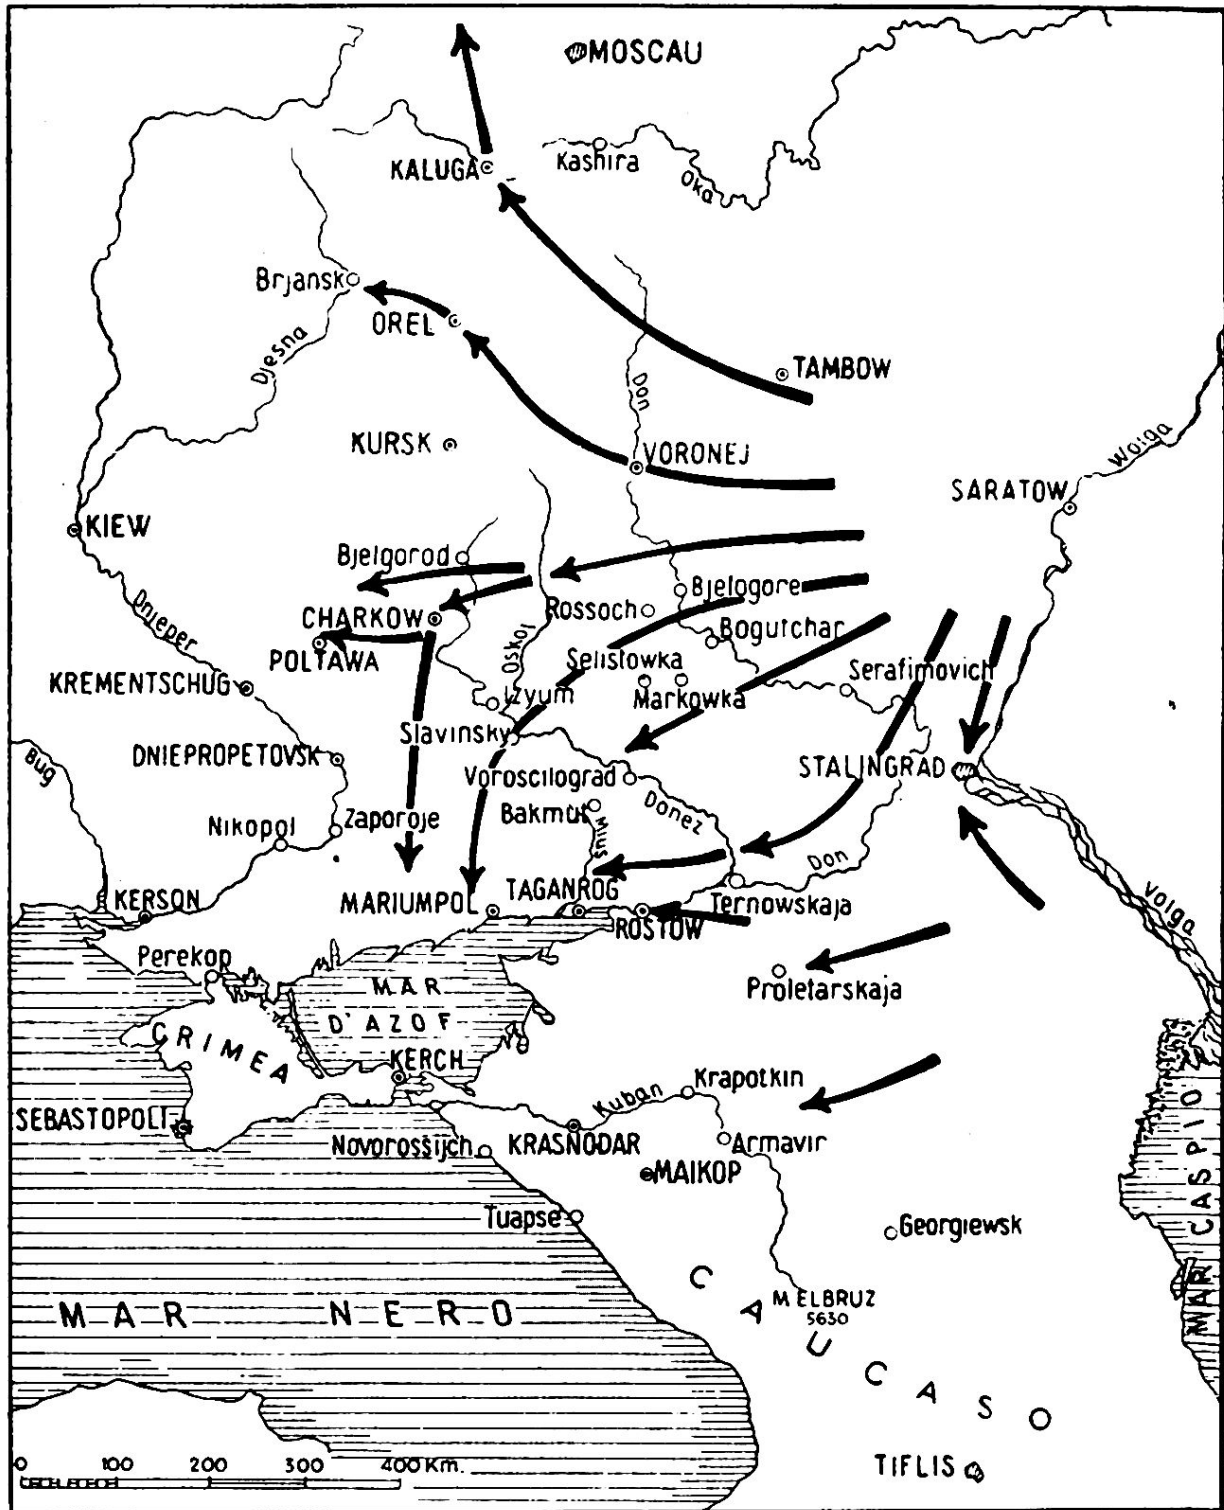 MOSCAU
KALUGA
Kashira
Oka
Brjansk
OREL
Djesna
TAMBOW
Don
KURSK
VORONEJ
Wolga
SARATOW
KIEW
Bjelgorod
Bjelogore
Dnjeper
CHARKOW
Rossoch
Bogutchar
POLTAWA
Oskol
Selistowka
Serafimovich
KREMENTSCHUG
Izyum
Markowka
Slavinsky
DNIEPROPETOVSK
STALINGRAD
Bug
Voroscilograd
Bakmut
Donez
Nikopol
Zaporoje
Mius
Don
KERSON
MARIUMPOL
TAGANROG
Ternowskaja
Volga
ROSTOW
Perekop
Proletarskaja
MAR
D'AZOF
CRIMEA
KERCH
Krapotkin
Kuban
SEBASTOPOLI
Novorossijch
KRASNODAR
Armavir
MAIKOP
MAR CASPIO
Tuapse
Georgiewsk
MAR NERO
M ELBRUZ
5630
CAUCASO
TIFLIS
0 100 200 300 400 Km.